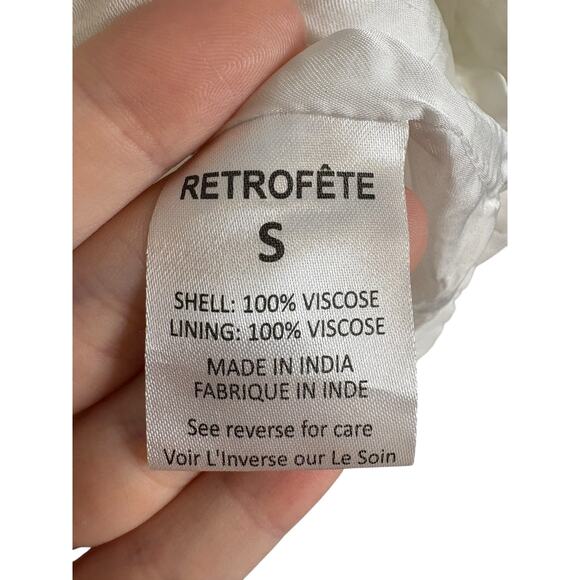 RETROFÊTE
S
SHELL: 100% VISCOSE
LINING: 100% VISCOSE
MADE IN INDIA
FABRIQUE IN INDE
See reverse for care
Voir L'Inverse our Le Soin